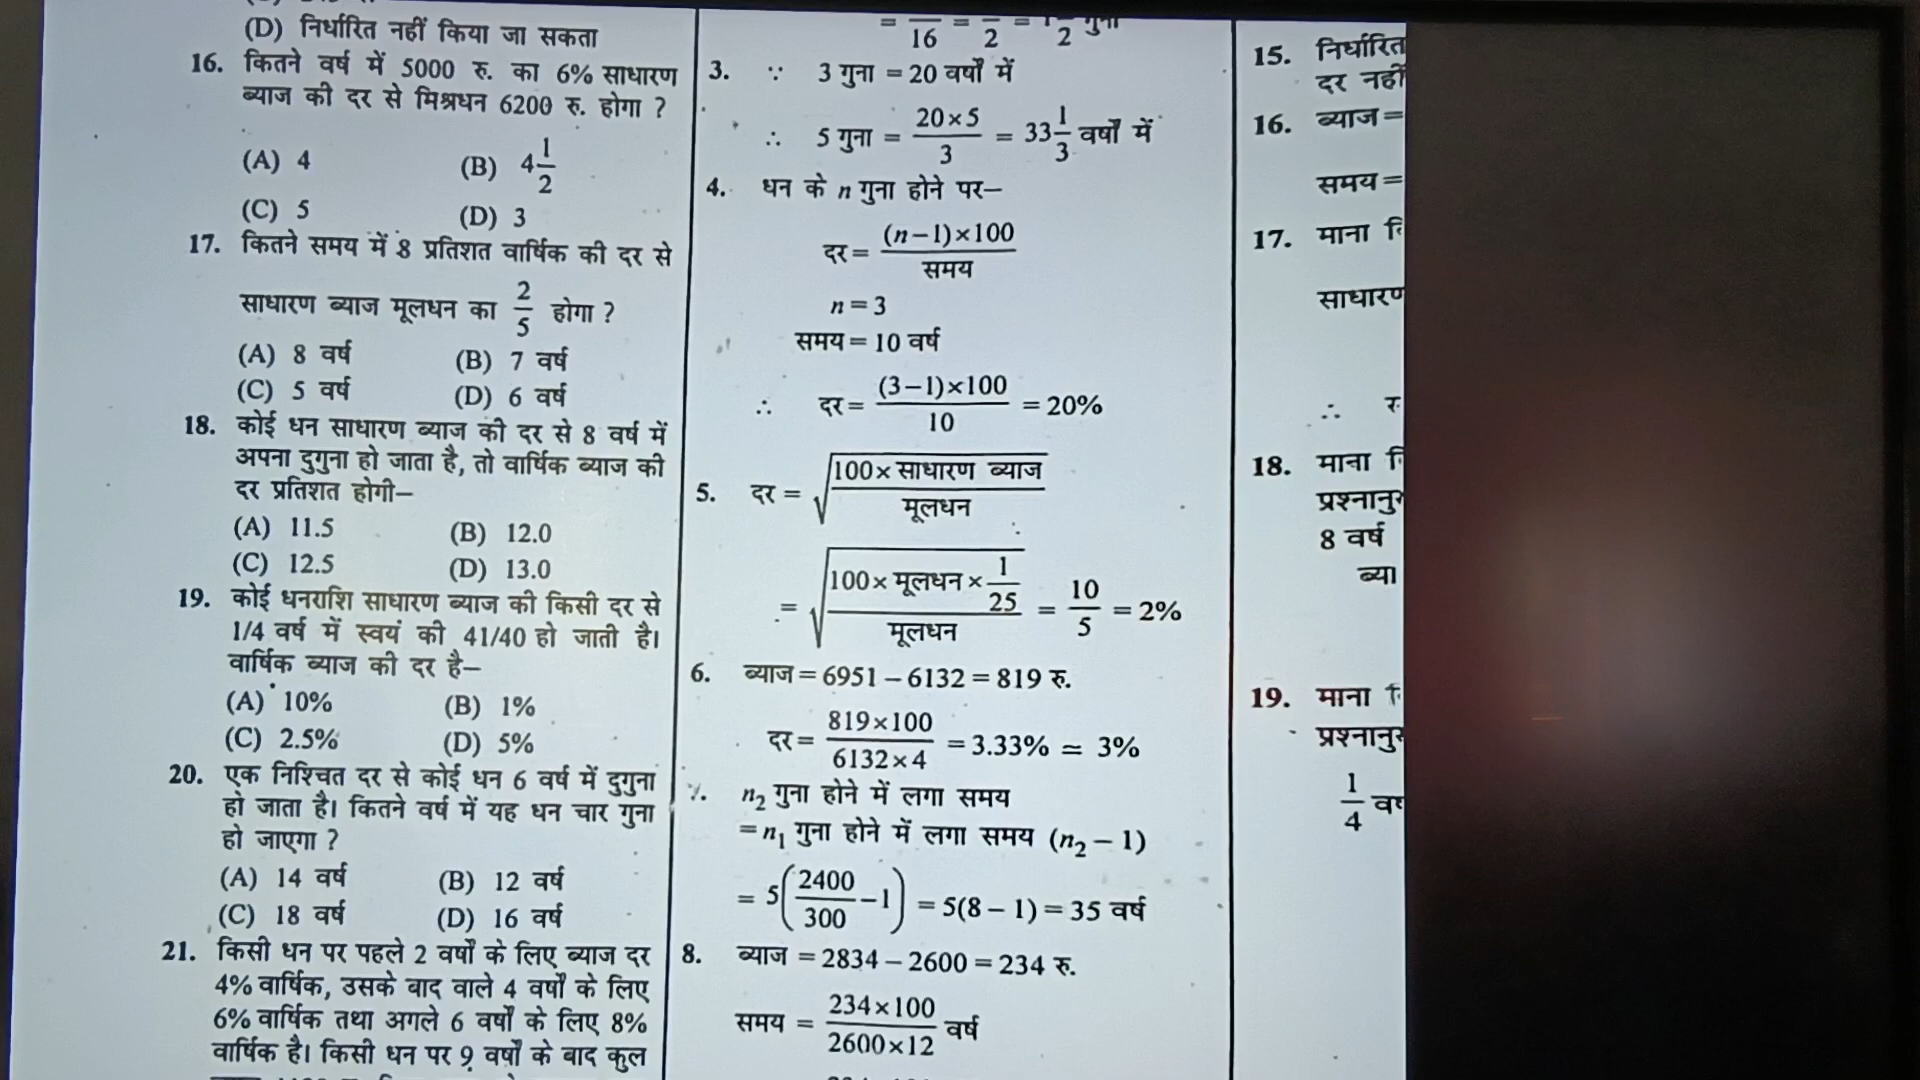 (D) निर्धारित नहीं किया जा सकता
16. कितने वर्ष में 5000 रु. का 6% साधारण
ब्याज की दर से मिश्रधन 6200 रु. होगा ?
(A) 4 (B) 4 1/2
(C) 5 (D) 3
17. कितने समय में 8 प्रतिशत वार्षिक की दर से
साधारण ब्याज मूलधन का 2/5 होगा ?
(A) 8 वर्ष (B) 7 वर्ष
(C) 5 वर्ष (D) 6 वर्ष
18. कोई धन साधारण ब्याज की दर से 8 वर्ष में
अपना दुगुना हो जाता है, तो वार्षिक ब्याज की
दर प्रतिशत होगी–
(A) 11.5 (B) 12.0
(C) 12.5 (D) 13.0
19. कोई धनराशि साधारण ब्याज की किसी दर से
1/4 वर्ष में स्वयं की 41/40 हो जाती है।
वार्षिक ब्याज की दर है–
(A) 10% (B) 1%
(C) 2.5% (D) 5%
20. एक निश्चित दर से कोई धन 6 वर्ष में दुगुना
हो जाता है। कितने वर्ष में यह धन चार गुना
हो जाएगा ?
(A) 14 वर्ष (B) 12 वर्ष
(C) 18 वर्ष (D) 16 वर्ष
21. किसी धन पर पहले 2 वर्षों के लिए ब्याज दर
4% वार्षिक, उसके बाद वाले 4 वर्षों के लिए
6% वार्षिक तथा अगले 6 वर्षों के लिए 8%
वार्षिक है। किसी धन पर 9 वर्षों के बाद कुल
3. ∵ 3 गुना = 20 वर्षों में
∴ 5 गुना = (20×5)/3 = 33 1/3 वर्षों में
4. धन के n गुना होने पर–
दर = ((n–1)×100)/समय
n = 3
समय = 10 वर्ष
∴ दर = ((3–1)×100)/10 = 20%
5. दर = √((100× साधारण ब्याज)/मूलधन)
= √((100× मूलधन × 1/25)/मूलधन) = 10/5 = 2%
6. ब्याज = 6951 – 6132 = 819 रु.
दर = (819×100)/(6132×4) = 3.33% ≃ 3%
n₂ गुना होने में लगा समय
= n₁ गुना होने में लगा समय (n₂ – 1)
= 5(2400/300 – 1) = 5(8 – 1) = 35 वर्ष
8. ब्याज = 2834 – 2600 = 234 रु.
समय = (234×100)/(2600×12) वर्ष
15. निर्धारित
दर नहीं
16. ब्याज =
समय =
17. माना
साधारण
∴
18. माना
8 वर्ष
19. माना
1/4